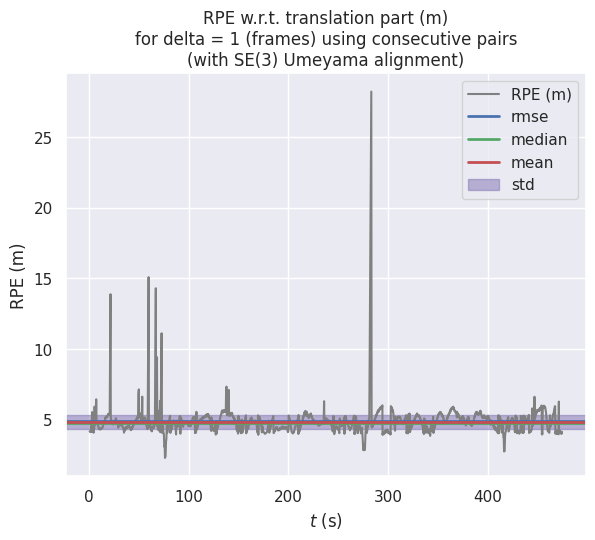 RPE w.r.t. translation part (m)
for delta = 1 (frames) using consecutive pairs
(with SE(3) Umeyama alignment)
RPE (m)
rmse
median
mean
std
25
20
15
10
5
RPE (m)
0 100 200 300 400
t (s)